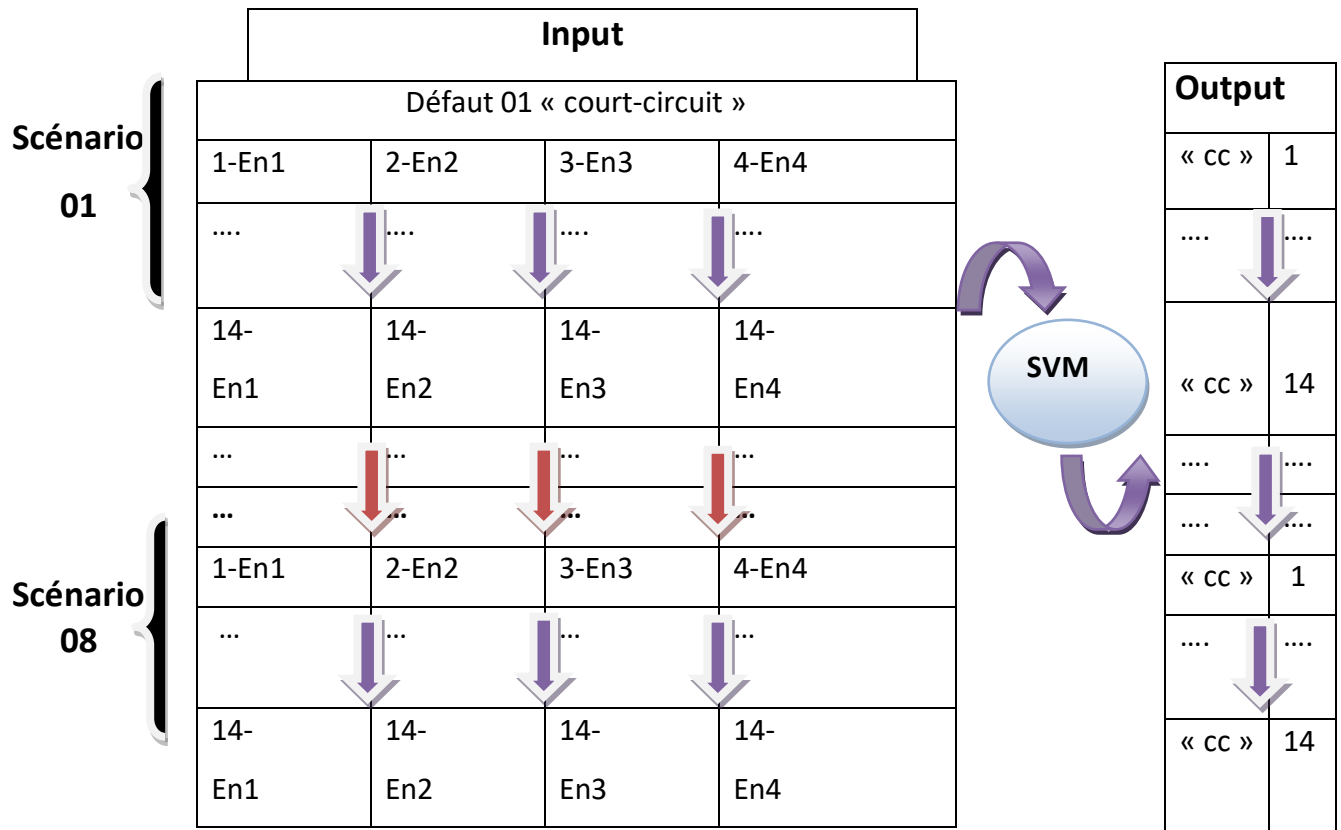 Input
Défaut 01 « court-circuit »
Scénario
01
1-En1 2-En2 3-En3 4-En4
.... .... .... ....
14- 14- 14- 14-
En1 En2 En3 En4
... ... ... ...
... ... ... ...
Scénario
08
1-En1 2-En2 3-En3 4-En4
... ... ... ...
14- 14- 14- 14-
En1 En2 En3 En4
SVM
Output
« cc » 1
.... ....
« cc » 14
.... ....
.... ....
« cc » 1
.... ....
« cc » 14